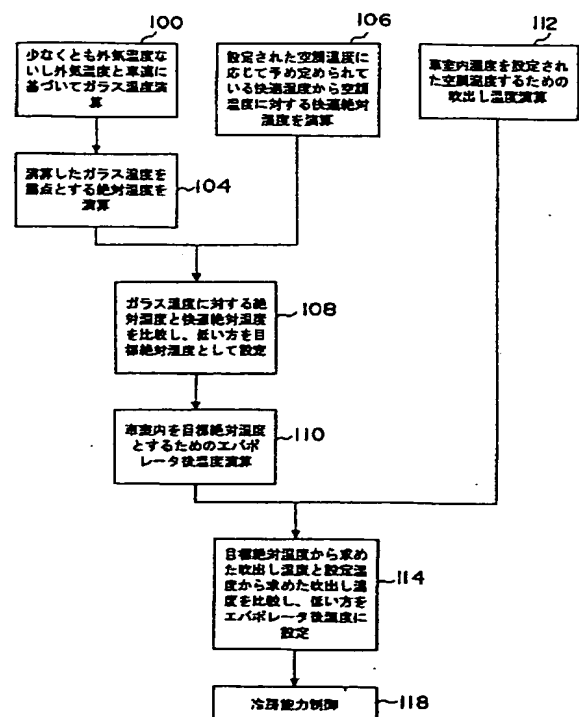 100
少なくとも外気温度な
いし外気温度と車速に
基づいてガラス温度演
算
106
設定された空調温度に
応じて予め定められて
いる快適湿度から空調
温度に対する快適絶対
湿度を演算
112
車室内温度を設定され
た空調温度するための
吹出し温度演算
演算したガラス温度を
露点とする絶対湿度を
演算
104
ガラス温度に対する絶
対湿度と快適絶対湿度
を比較し、低い方を目
標絶対湿度として設定
108
車室内を目標絶対湿度
とするためのエバポ
レータ後温度演算
110
目標絶対湿度から求め
た吹出し温度と設定温
度から求めた吹出し温
度を比較し、低い方を
エバポレータ後温度に
設定
114
冷房能力制御
118